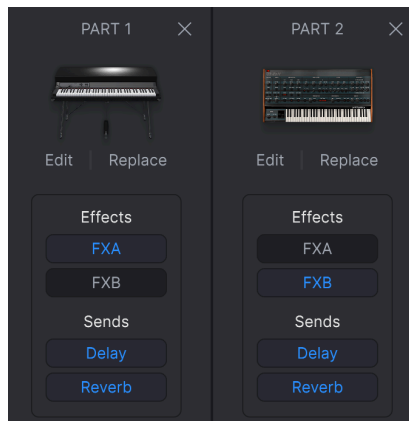 PART 1
Edit Replace
Effects
FXA
FXB
Sends
Delay
Reverb
PART 2
Edit Replace
Effects
FXA
FXB
Sends
Delay
Reverb